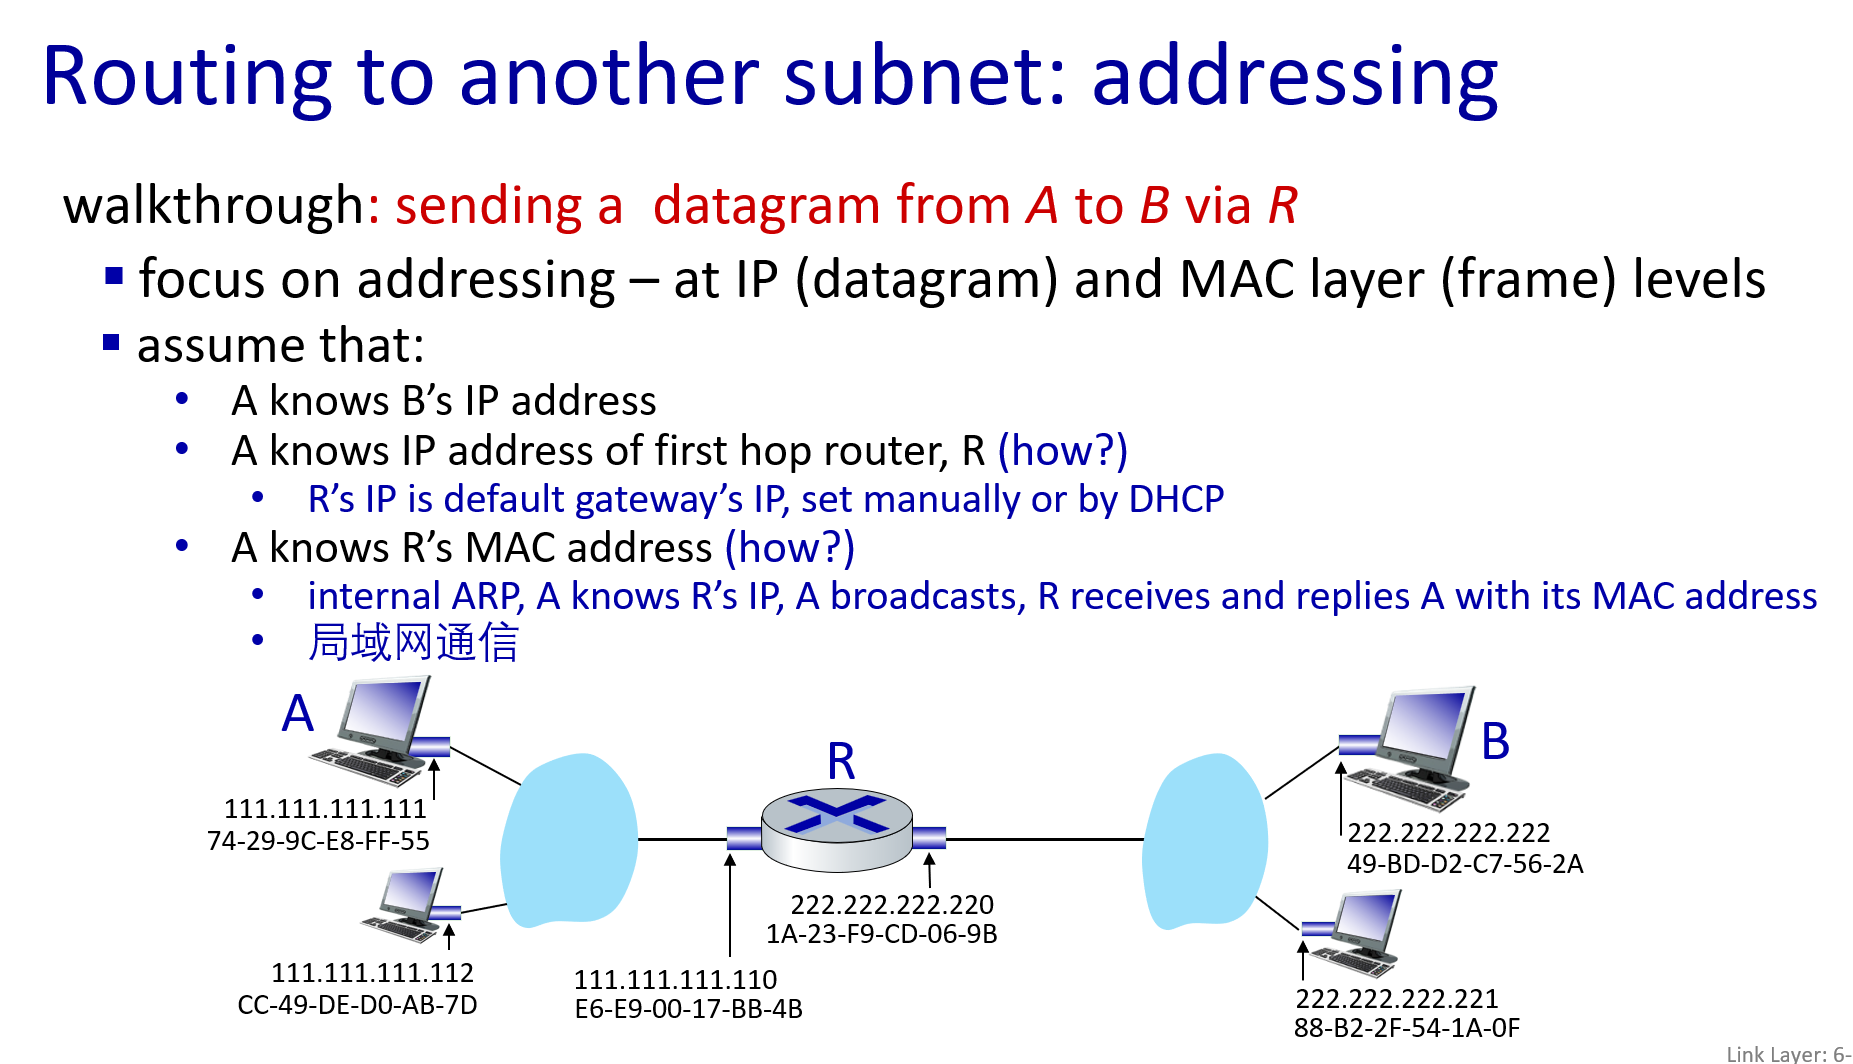 Routing to another subnet: addressing
walkthrough: sending a datagram from A to B via R
▪ focus on addressing – at IP (datagram) and MAC layer (frame) levels
▪ assume that:
• A knows B’s IP address
• A knows IP address of first hop router, R (how?)
• R’s IP is default gateway’s IP, set manually or by DHCP
• A knows R’s MAC address (how?)
• internal ARP, A knows R’s IP, A broadcasts, R receives and replies A with its MAC address
• 局域网通信
A
R
B
111.111.111.111
74-29-9C-E8-FF-55
222.222.222.222
49-BD-D2-C7-56-2A
222.222.222.220
1A-23-F9-CD-06-9B
111.111.111.112
CC-49-DE-D0-AB-7D
111.111.111.110
E6-E9-00-17-BB-4B
222.222.222.221
88-B2-2F-54-1A-0F
Link Layer: 6-